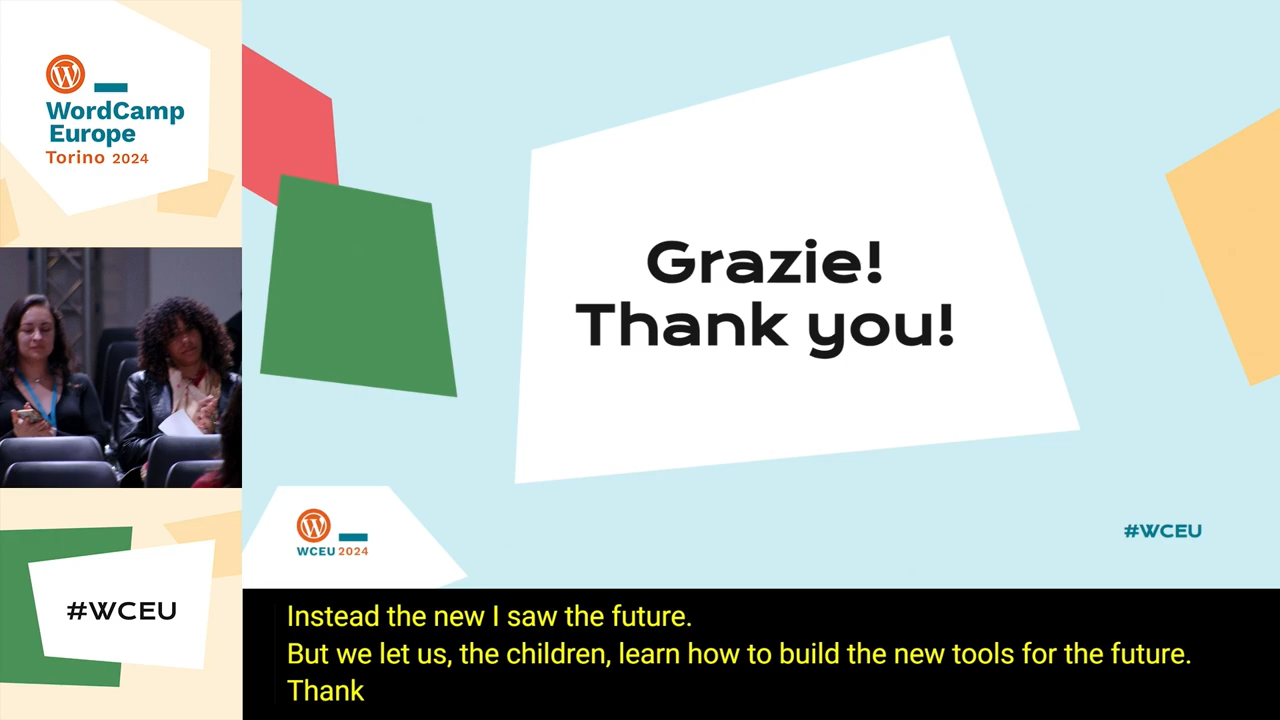 WordCamp
Europe
Torino 2024
#WCEU
Grazie!
Thank you!
WCEU 2024
#WCEU
Instead the new I saw the future.
But we let us, the children, learn how to build the new tools for the future.
Thank